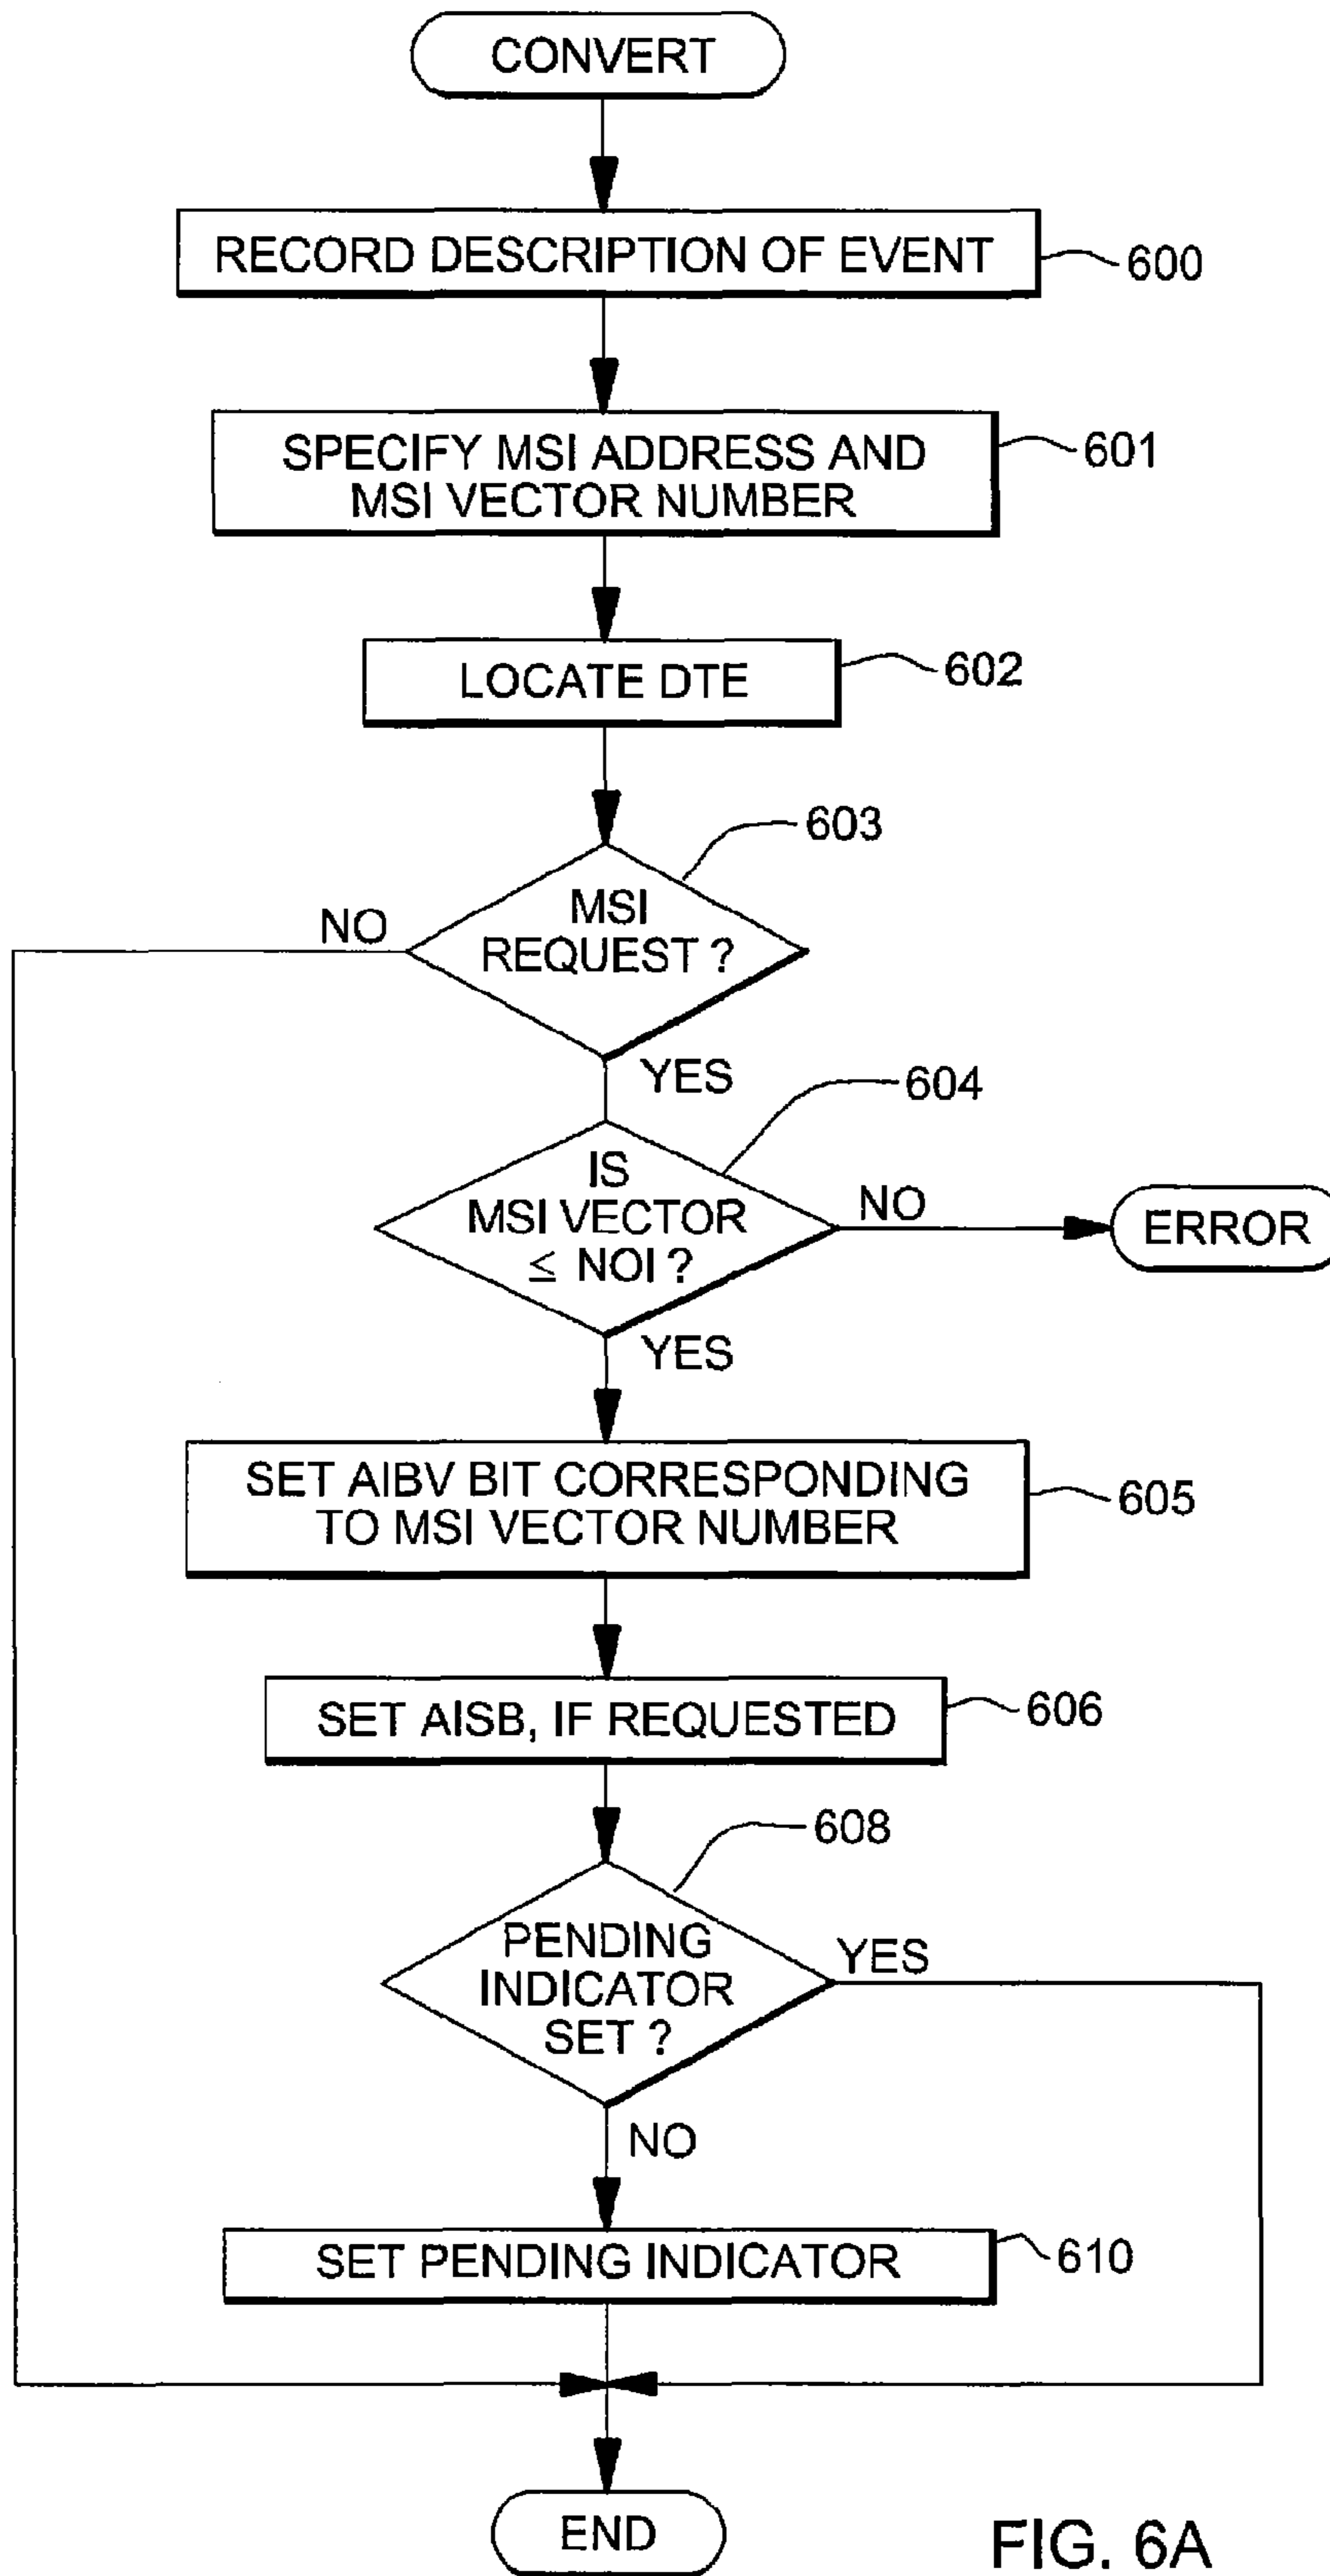 CONVERT
RECORD DESCRIPTION OF EVENT
600
SPECIFY MSI ADDRESS AND
MSI VECTOR NUMBER
601
LOCATE DTE
602
603
MSI
REQUEST ?
NO
YES
604
IS
MSI VECTOR
≤ NOI ?
NO
ERROR
YES
SET AIBV BIT CORRESPONDING
TO MSI VECTOR NUMBER
605
SET AISB, IF REQUESTED
606
608
PENDING
INDICATOR
SET ?
YES
NO
SET PENDING INDICATOR
610
END
FIG. 6A